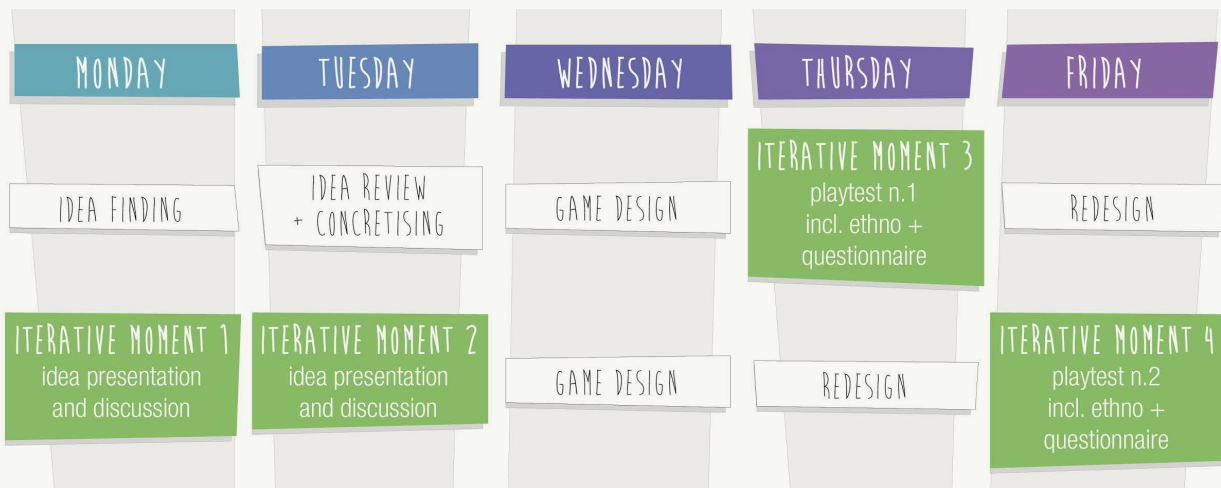 MONDAY
IDEA FINDING
ITERATIVE MOMENT 1
idea presentation
and discussion
TUESDAY
IDEA REVIEW
+ CONCRETISING
ITERATIVE MOMENT 2
idea presentation
and discussion
WEDNESDAY
GAME DESIGN
GAME DESIGN
THURSDAY
ITERATIVE MOMENT 3
playtest n.1
incl. ethno +
questionnaire
REDESIGN
FRIDAY
REDESIGN
ITERATIVE MOMENT 4
playtest n.2
incl. ethno +
questionnaire